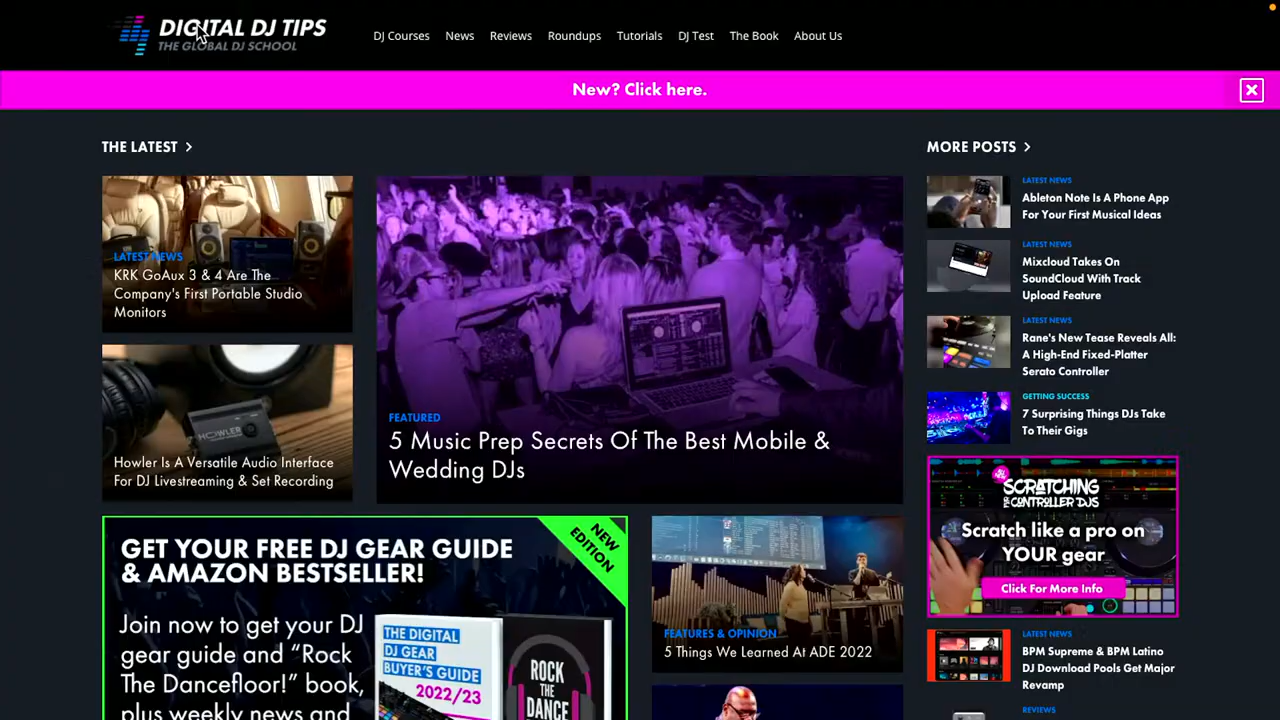 DIGITAL DJ TIPS
THE GLOBAL DJ SCHOOL
DJ Courses
News
Reviews
Roundups
Tutorials
DJ Test
The Book
About Us
New? Click here.
THE LATEST
LATEST NEWS
KRK GoAux 3 & 4 Are The
Company's First Portable Studio
Monitors
HOWLER
Howler Is A Versatile Audio Interface
For DJ Livestreaming & Set Recording
FEATURED
5 Music Prep Secrets Of The Best Mobile &
Wedding DJs
MORE POSTS
LATEST NEWS
Ableton Note Is A Phone App
For Your First Musical Ideas
LATEST NEWS
Mixcloud Takes On
SoundCloud With Track
Upload Feature
LATEST NEWS
Rane's New Tease Reveals All:
A High-End Fixed-Platter
Serato Controller
GETTING SUCCESS
7 Surprising Things DJs Take
To Their Gigs
SCRATCHING
FOR CONTROLLER DJS
Scratch like a pro on
YOUR gear
Click For More Info
LATEST NEWS
BPM Supreme & BPM Latino
DJ Download Pools Get Major
Revamp
REVIEWS
GET YOUR FREE DJ GEAR GUIDE
& AMAZON BESTSELLER!
NEW
EDITION
Join now to get your DJ
gear guide and “Rock
The Dancefloor!” book,
plus weekly news and
THE DIGITAL
DJ GEAR
BUYER'S GUIDE
2022/23
ROCK
THE
DANCE
FEATURES & OPINION
5 Things We Learned At ADE 2022